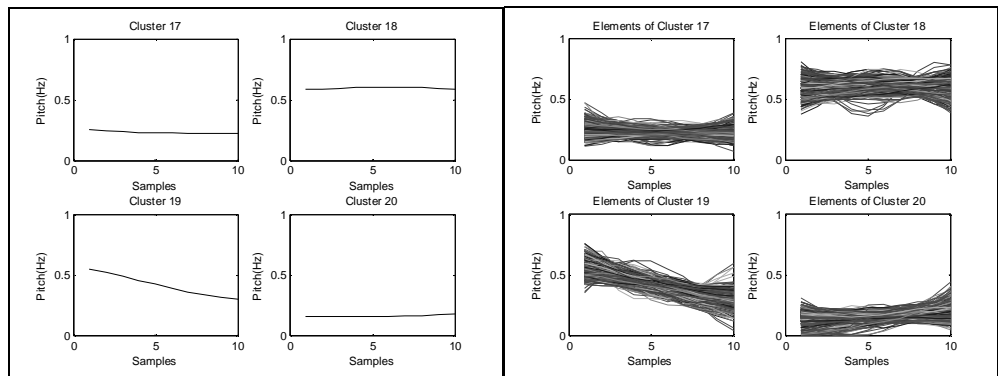 Cluster 17
1
0.5
0
0
5
10
Pitch(Hz)
Samples
Cluster 18
1
0.5
0
0
5
10
Pitch(Hz)
Samples
Cluster 19
1
0.5
0
0
5
10
Pitch(Hz)
Samples
Cluster 20
1
0.5
0
0
5
10
Pitch(Hz)
Samples
Elements of Cluster 17
1
0.5
0
0
5
10
Pitch(Hz)
Samples
Elements of Cluster 18
1
0.5
0
0
5
10
Pitch(Hz)
Samples
Elements of Cluster 19
1
0.5
0
0
5
10
Pitch(Hz)
Samples
Elements of Cluster 20
1
0.5
0
0
5
10
Pitch(Hz)
Samples